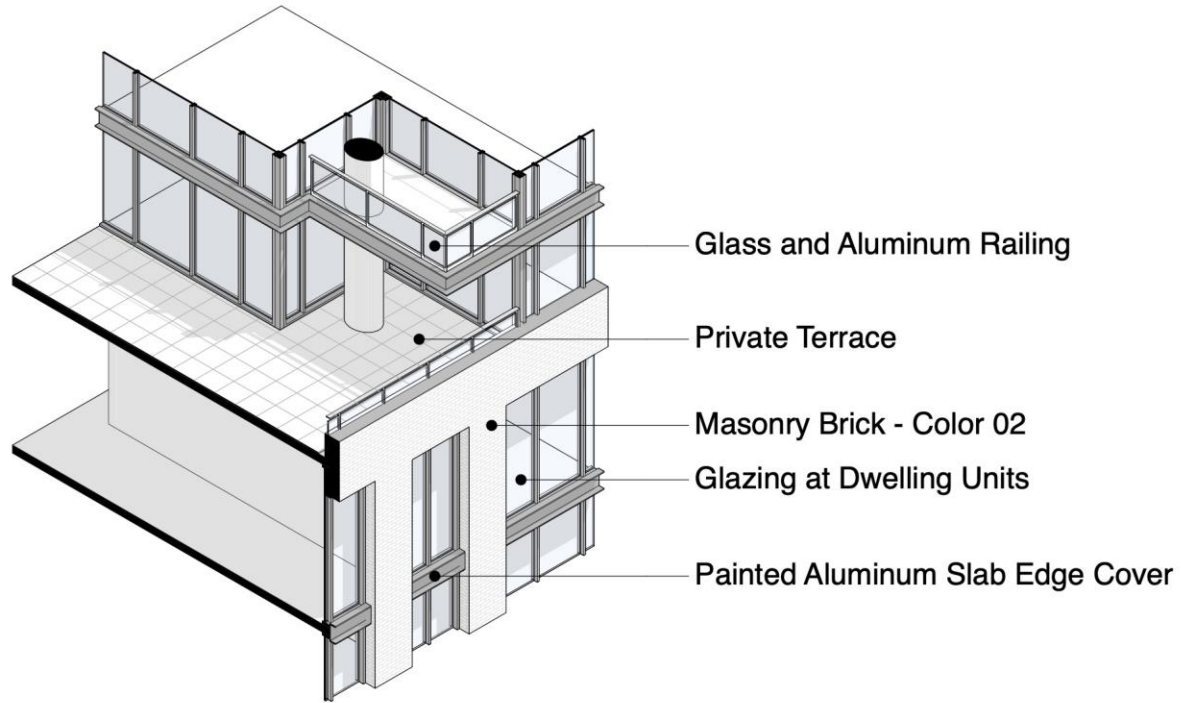 Glass and Aluminum Railing
Private Terrace
Masonry Brick - Color 02
Glazing at Dwelling Units
Painted Aluminum Slab Edge Cover